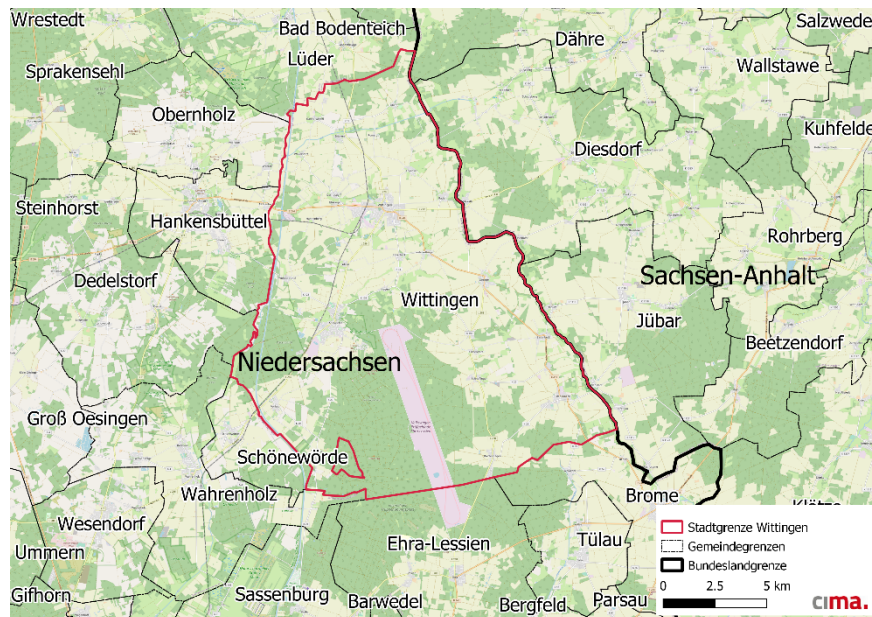 Wrestedt
Bad Bodenteich
Salzwede
Lüder
Dähre
Sprakensehl
Wallstawe
Obernholz
Kuhfelde
Diesdorf
Steinhorst
Hankensbüttel
Rohrberg
Dedelstorf
Sachsen-Anhalt
Wittingen
Jübar
Beetzendorf
Niedersachsen
Groß Oesingen
Schönewörde
Wahrenholz
Brome
Klötze
Wesendorf
Ehra-Lessien
Tülau
Ummern
Gifhorn
Sassenburg
Barwedel
Bergfeld
Parsau
Stadtgrenze Wittingen
Gemeindegrenzen
Bundeslandgrenze
0 2.5 5 km
cima.